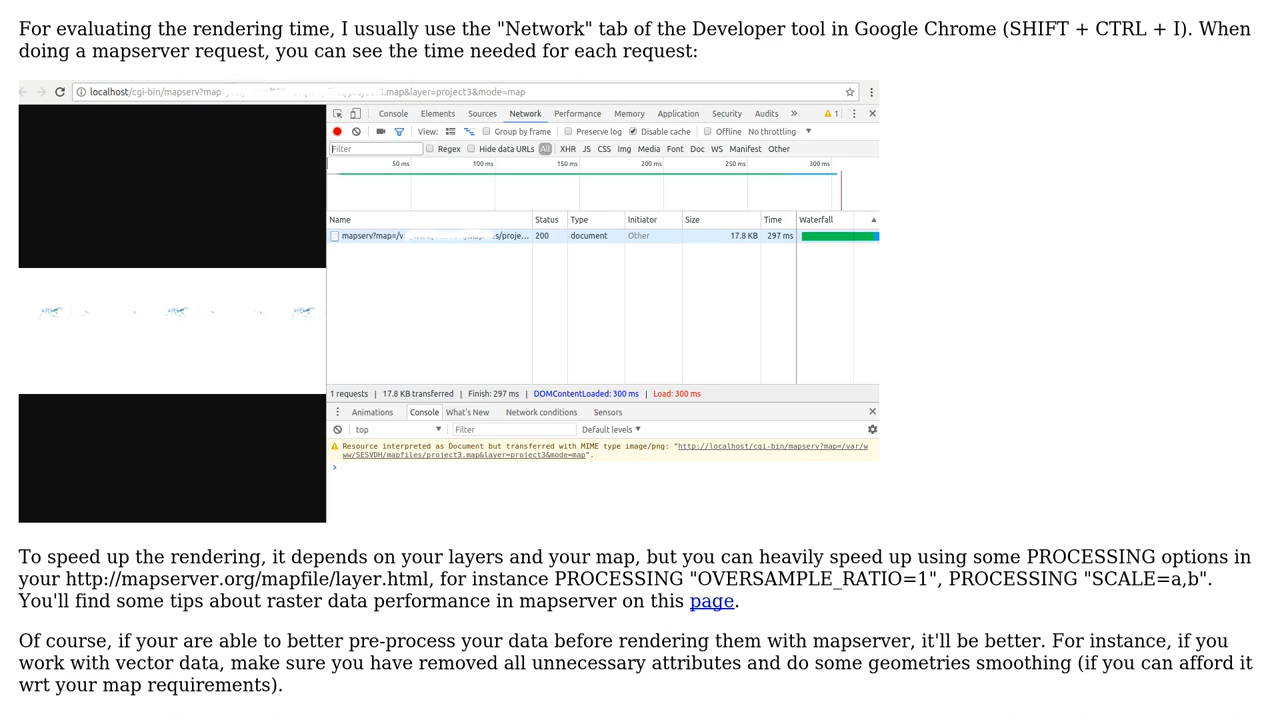 For evaluating the rendering time, I usually use the "Network" tab of the Developer tool in Google Chrome (SHIFT + CTRL + I). When
doing a mapserver request, you can see the time needed for each request:
localhost/cgi-bin/mapserv?map .map&layer=project3&mode=map
Console Elements Sources Network Performance Memory Application Security Audits » 1
View: Group by frame Preserve log Disable cache Offline No throttling
Filter Regex Hide data URLs All XHR JS CSS Img Media Font Doc WS Manifest Other
50 ms 100 ms 150 ms 200 ms 250 ms 300 ms
Name Status Type Initiator Size Time Waterfall
mapserv?map=/v s/proje... 200 document Other 17.8 KB 297 ms
1 requests | 17.8 KB transferred | Finish: 297 ms | DOMContentLoaded: 300 ms | Load: 300 ms
Animations Console What's New Network conditions Sensors
top Filter Default levels
Resource interpreted as Document but transferred with MIME type image/png: "http://localhost/cgi-bin/mapserv?map=/var/w
ww/SESVDH/mapfiles/project3.map&layer=project3&mode=map".
To speed up the rendering, it depends on your layers and your map, but you can heavily speed up using some PROCESSING options in
your http://mapserver.org/mapfile/layer.html, for instance PROCESSING "OVERSAMPLE_RATIO=1", PROCESSING "SCALE=a,b".
You'll find some tips about raster data performance in mapserver on this page.
Of course, if your are able to better pre-process your data before rendering them with mapserver, it'll be better. For instance, if you
work with vector data, make sure you have removed all unnecessary attributes and do some geometries smoothing (if you can afford it
wrt your map requirements).